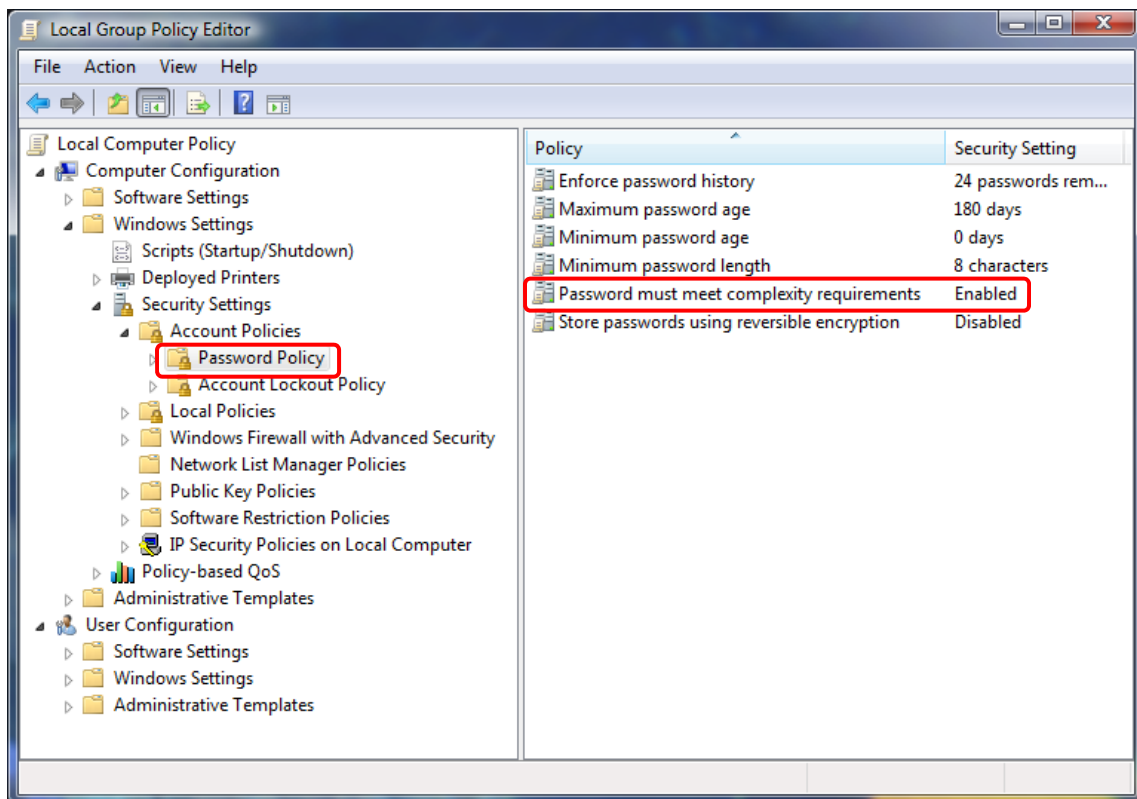 Local Group Policy Editor
File Action View Help
Local Computer Policy
Computer Configuration
Software Settings
Windows Settings
Scripts (Startup/Shutdown)
Deployed Printers
Security Settings
Account Policies
Password Policy
Account Lockout Policy
Local Policies
Windows Firewall with Advanced Security
Network List Manager Policies
Public Key Policies
Software Restriction Policies
IP Security Policies on Local Computer
Policy-based QoS
Administrative Templates
User Configuration
Software Settings
Windows Settings
Administrative Templates
Policy Security Setting
Enforce password history 24 passwords rem...
Maximum password age 180 days
Minimum password age 0 days
Minimum password length 8 characters
Password must meet complexity requirements Enabled
Store passwords using reversible encryption Disabled